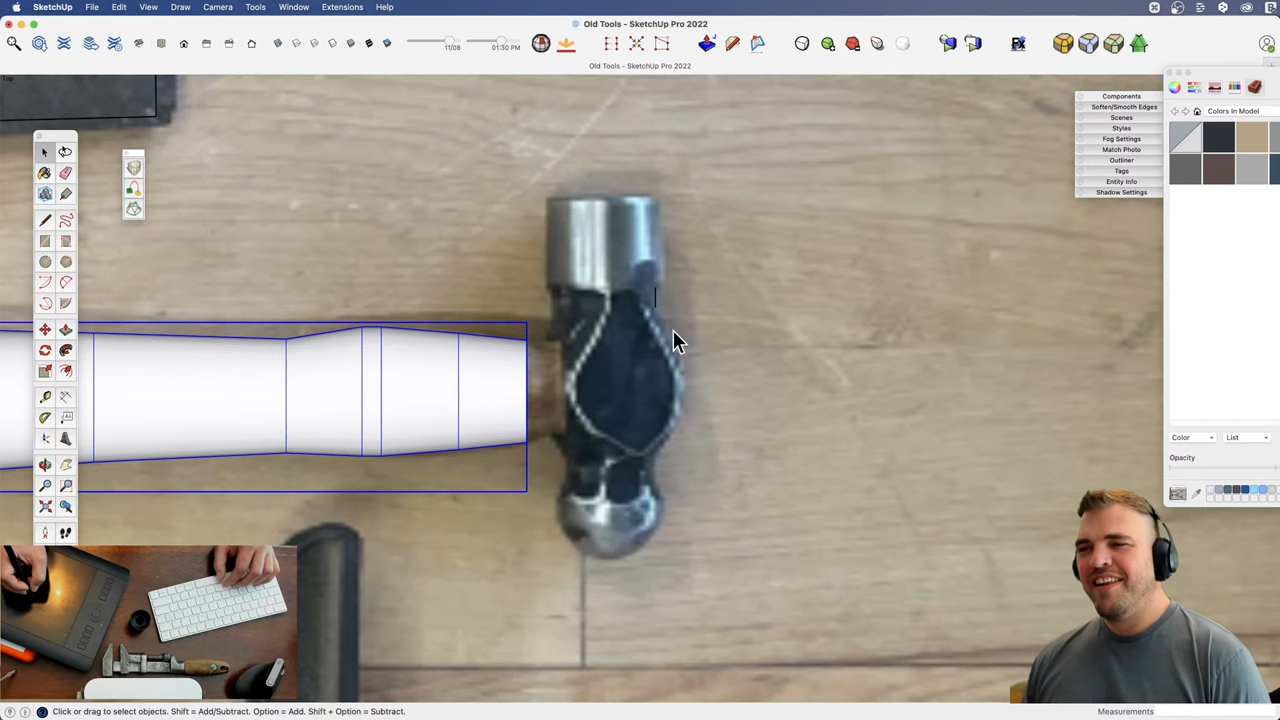 SketchUp File Edit View Camera Draw Tools Window Extensions Help
Old Tools - SketchUp Pro 2022
11/08 01:30 PM
Old Tools - SketchUp Pro 2022
Top
Components
Soften/Smooth Edges
Scenes
Styles
Fog Settings
Match Photo
Outliner
Tags
Entity Info
Shadow Settings
Colors In Model
Color List
Opacity
Click or drag to select objects. Shift = Add/Subtract. Option = Add. Shift + Option = Subtract.
Measurements